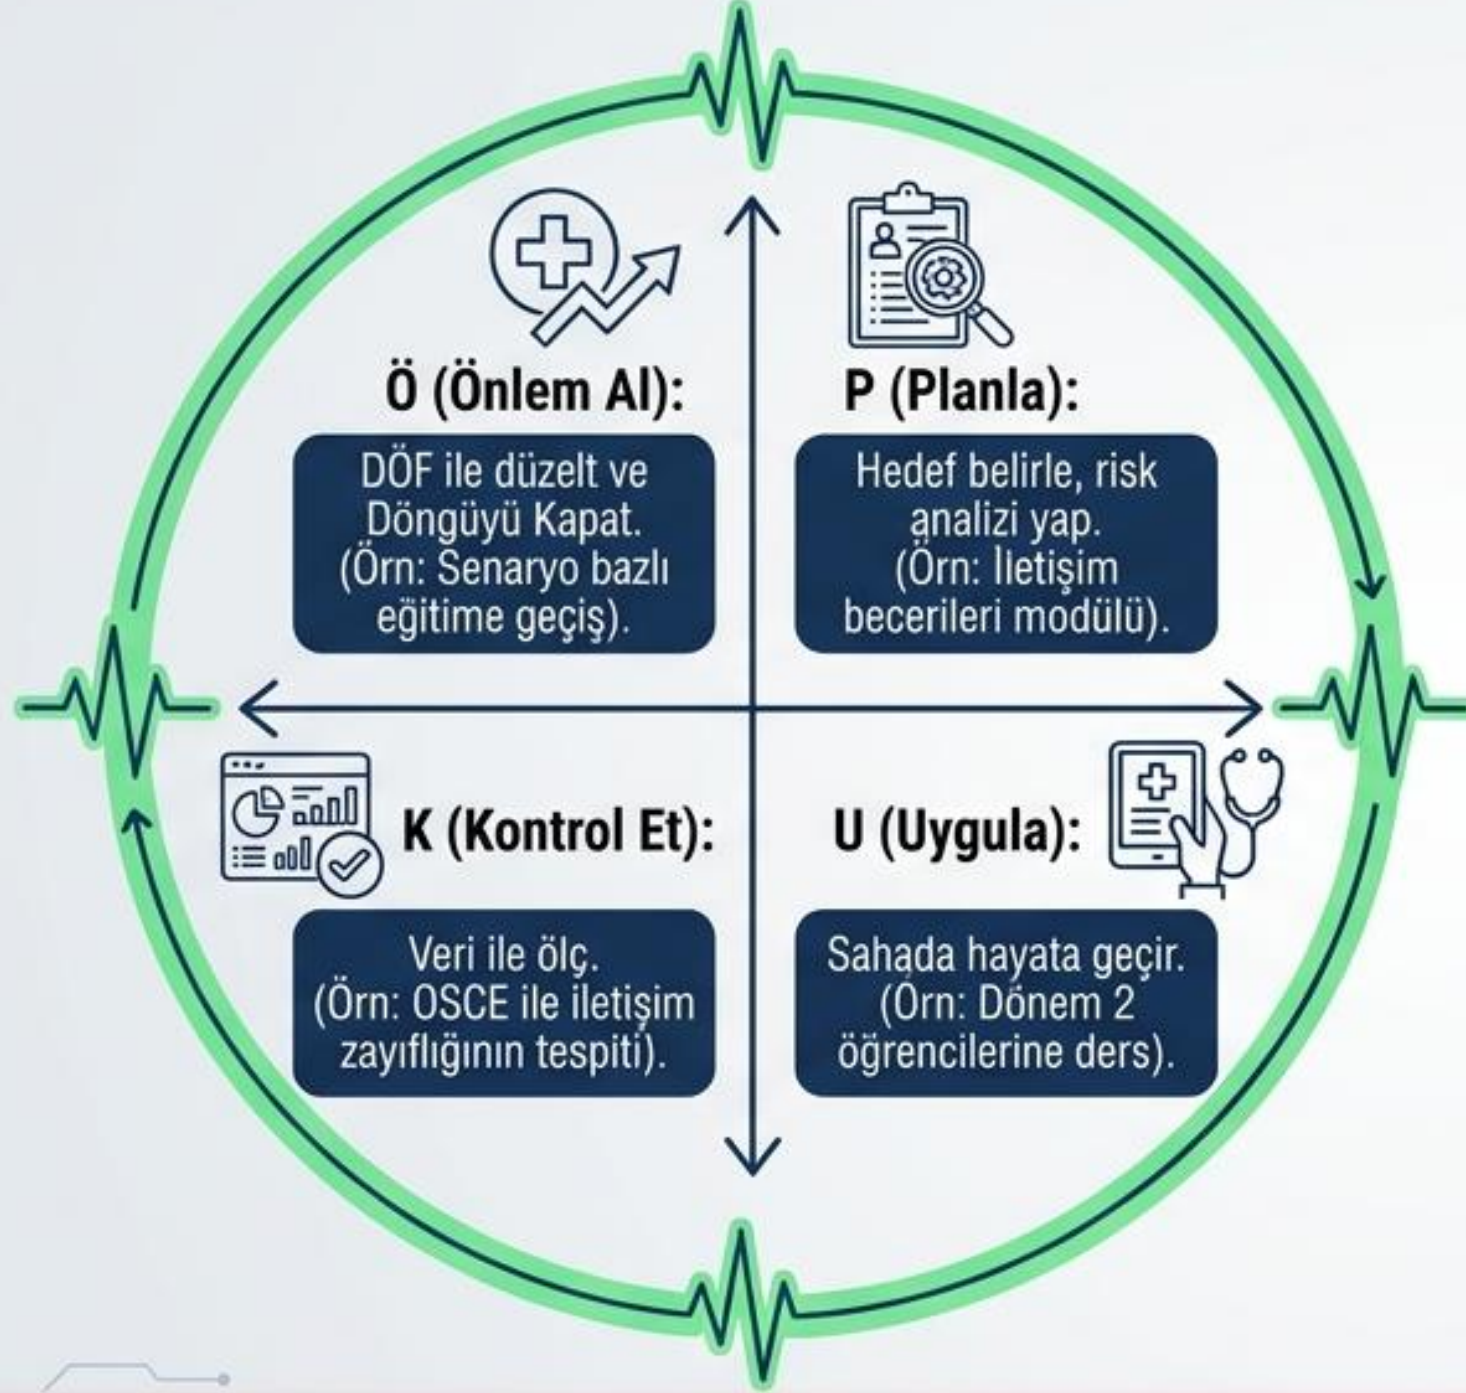 Ö (Önlem Al):
DÖF ile düzelt ve
Döngüyü Kapat.
(Örn: Senaryo bazlı
eğitime geçiş).
P (Planla):
Hedef belirle, risk
analizi yap.
(Örn: İletişim
becerileri modülü).
K (Kontrol Et):
Veri ile ölç.
(Örn: OSCE ile iletişim
zayıflığının tespiti).
U (Uygula):
Sahada hayata geçir.
(Örn: Dönem 2
öğrencilerine ders).